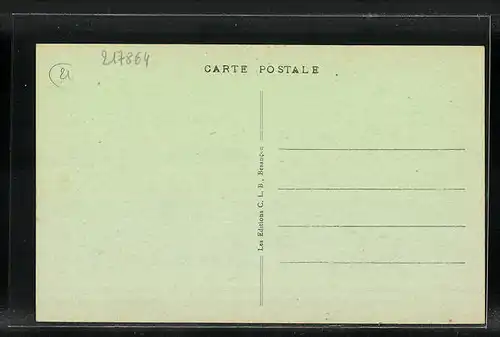 217864
21
CARTE POSTALE
Les Editions C. L. B., Besançon